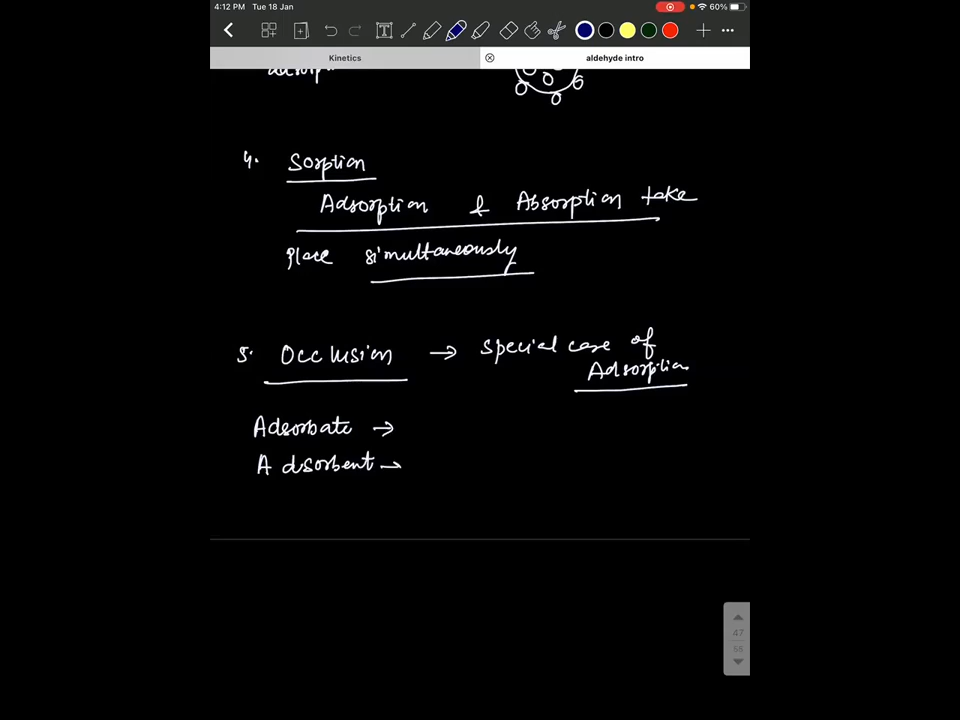 4:12 PM Tue 18 Jan
60%
Kinetics
aldehyde intro
4. Sorption
Adsorption & Absorption take
place simultaneously
5. Occlusion → special case of
Adsorption
Adsorbate →
Adsorbent →
47
55